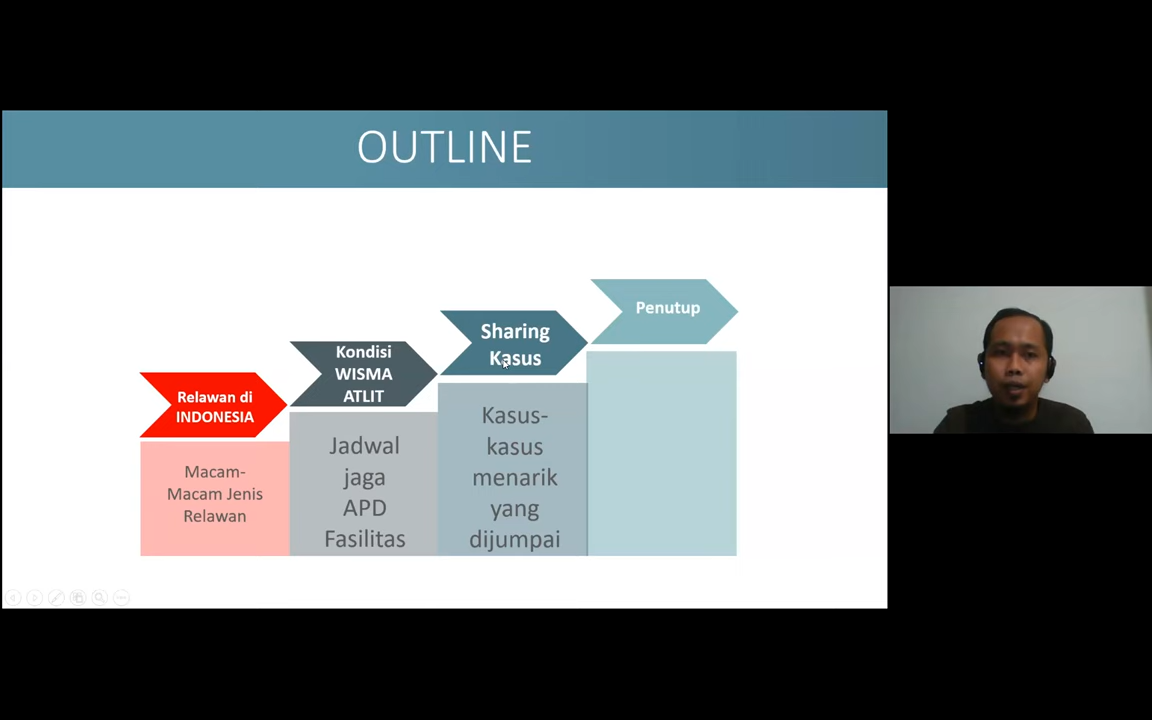 OUTLINE
Relawan di
INDONESIA
Macam-
Macam Jenis
Relawan
Kondisi
WISMA
ATLIT
Jadwal
jaga
APD
Fasilitas
Sharing
Kasus
Kasus-
kasus
menarik
yang
dijumpai
Penutup